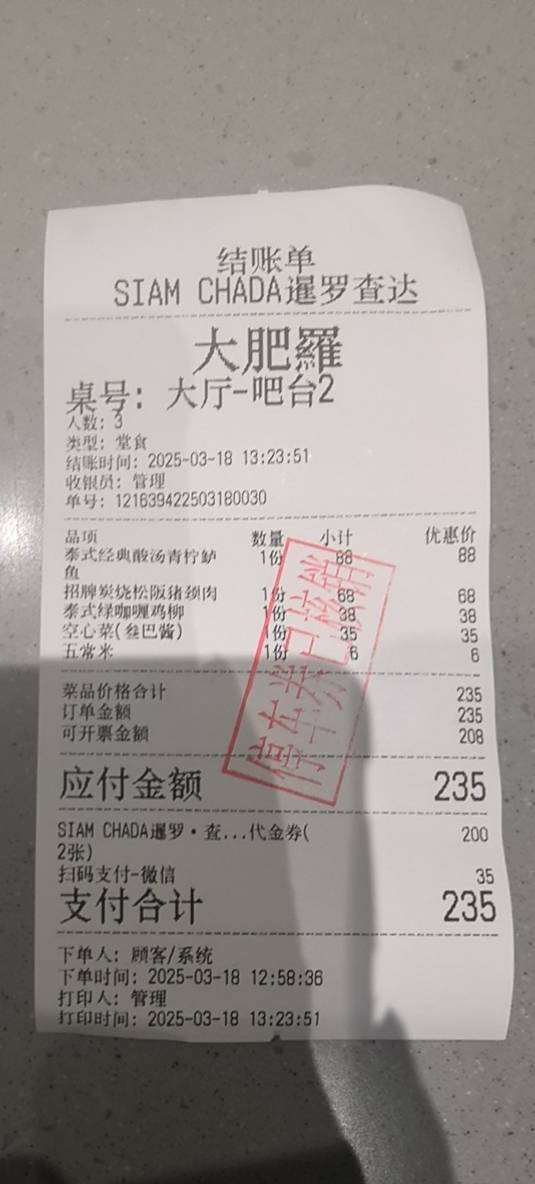 结账单
SIAM CHADA暹罗查达
大肥羅
桌号: 大厅-吧台2
人数: 3
类型: 堂食
结账时间: 2025-03-18 13:23:51
收银员: 管理
单号: 121639422503180030
品项 数量 小计 优惠价
泰式经典酸汤青柠鲈 1份 88 88
鱼
招牌炭烧松阪猪颈肉 1份 68 68
泰式绿咖喱鸡柳 1份 38 38
空心菜(叁巴酱) 1份 35 35
五常米 1份 6 6
菜品价格合计 235
订单金额 235
可开票金额 208
应付金额 235
SIAM CHADA暹罗·查...代金券( 200
2张)
扫码支付-微信 35
支付合计 235
下单人: 顾客/系统
下单时间: 2025-03-18 12:58:36
打印人: 管理
打印时间: 2025-03-18 13:23:51